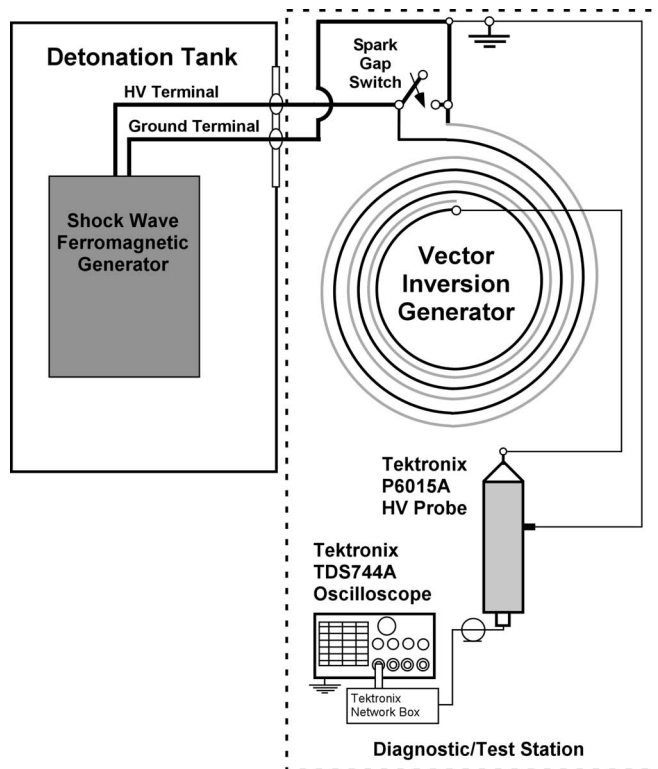 Detonation Tank
HV Terminal
Ground Terminal
Shock Wave
Ferromagnetic
Generator
Spark
Gap
Switch
Vector
Inversion
Generator
Tektronix
P6015A
HV Probe
Tektronix
TDS744A
Oscilloscope
Tektronix
Network Box
Diagnostic/Test Station